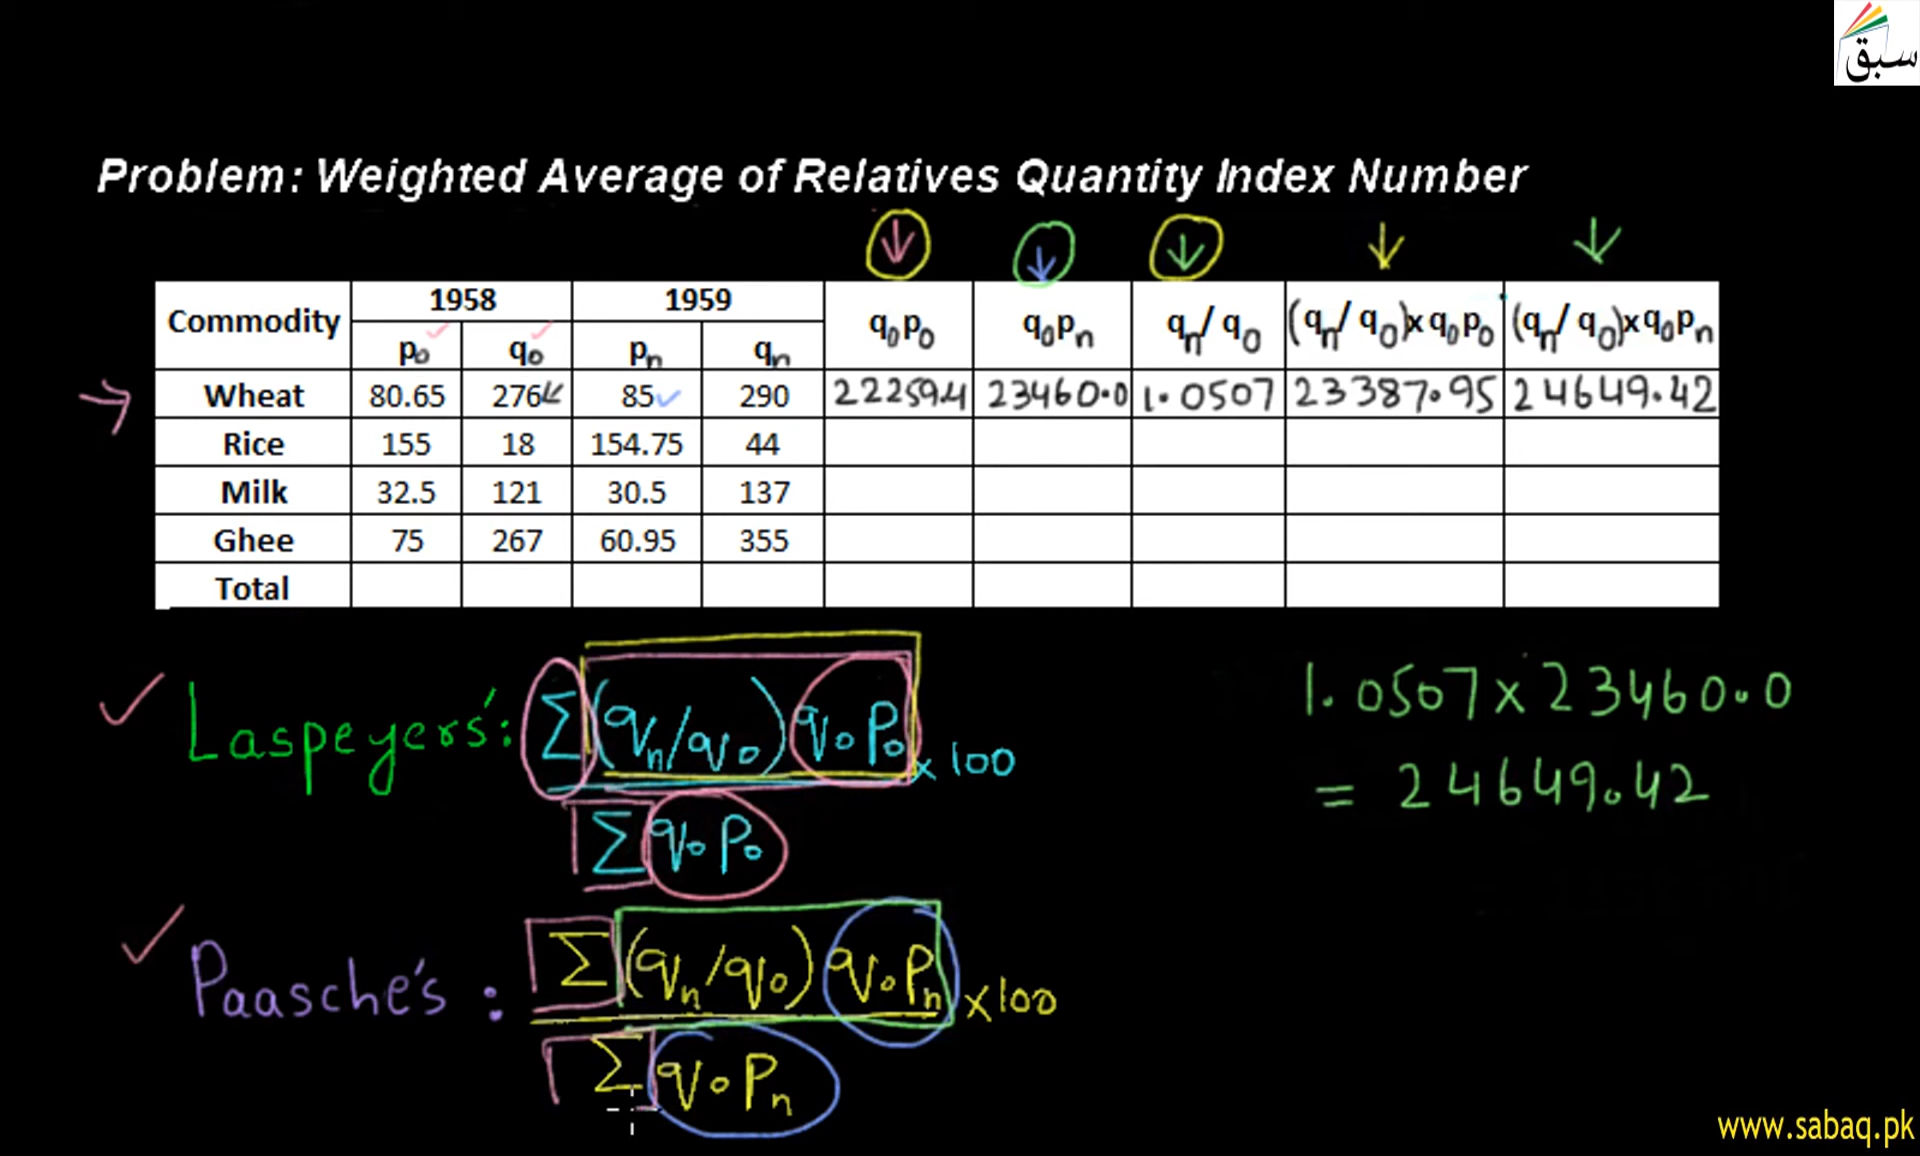 سبق
Problem: Weighted Average of Relatives Quantity Index Number
Commodity 1958 1959 q0p0 q0pn qn/q0 (qn/q0)xq0p0 (qn/q0)xq0pn
p0 q0 pn qn
Wheat 80.65 276 85 290 22259.4 23460.0 1.0507 23387.95 24649.42
Rice 155 18 154.75 44
Milk 32.5 121 30.5 137
Ghee 75 267 60.95 355
Total
Laspeyers': Σ(qn/q0) q0P0 x 100
Σ q0P0
1.0507 x 23460.0
= 24649.42
Paasche's : Σ(qn/q0) q0Pn x 100
Σ q0Pn
www.sabaq.pk